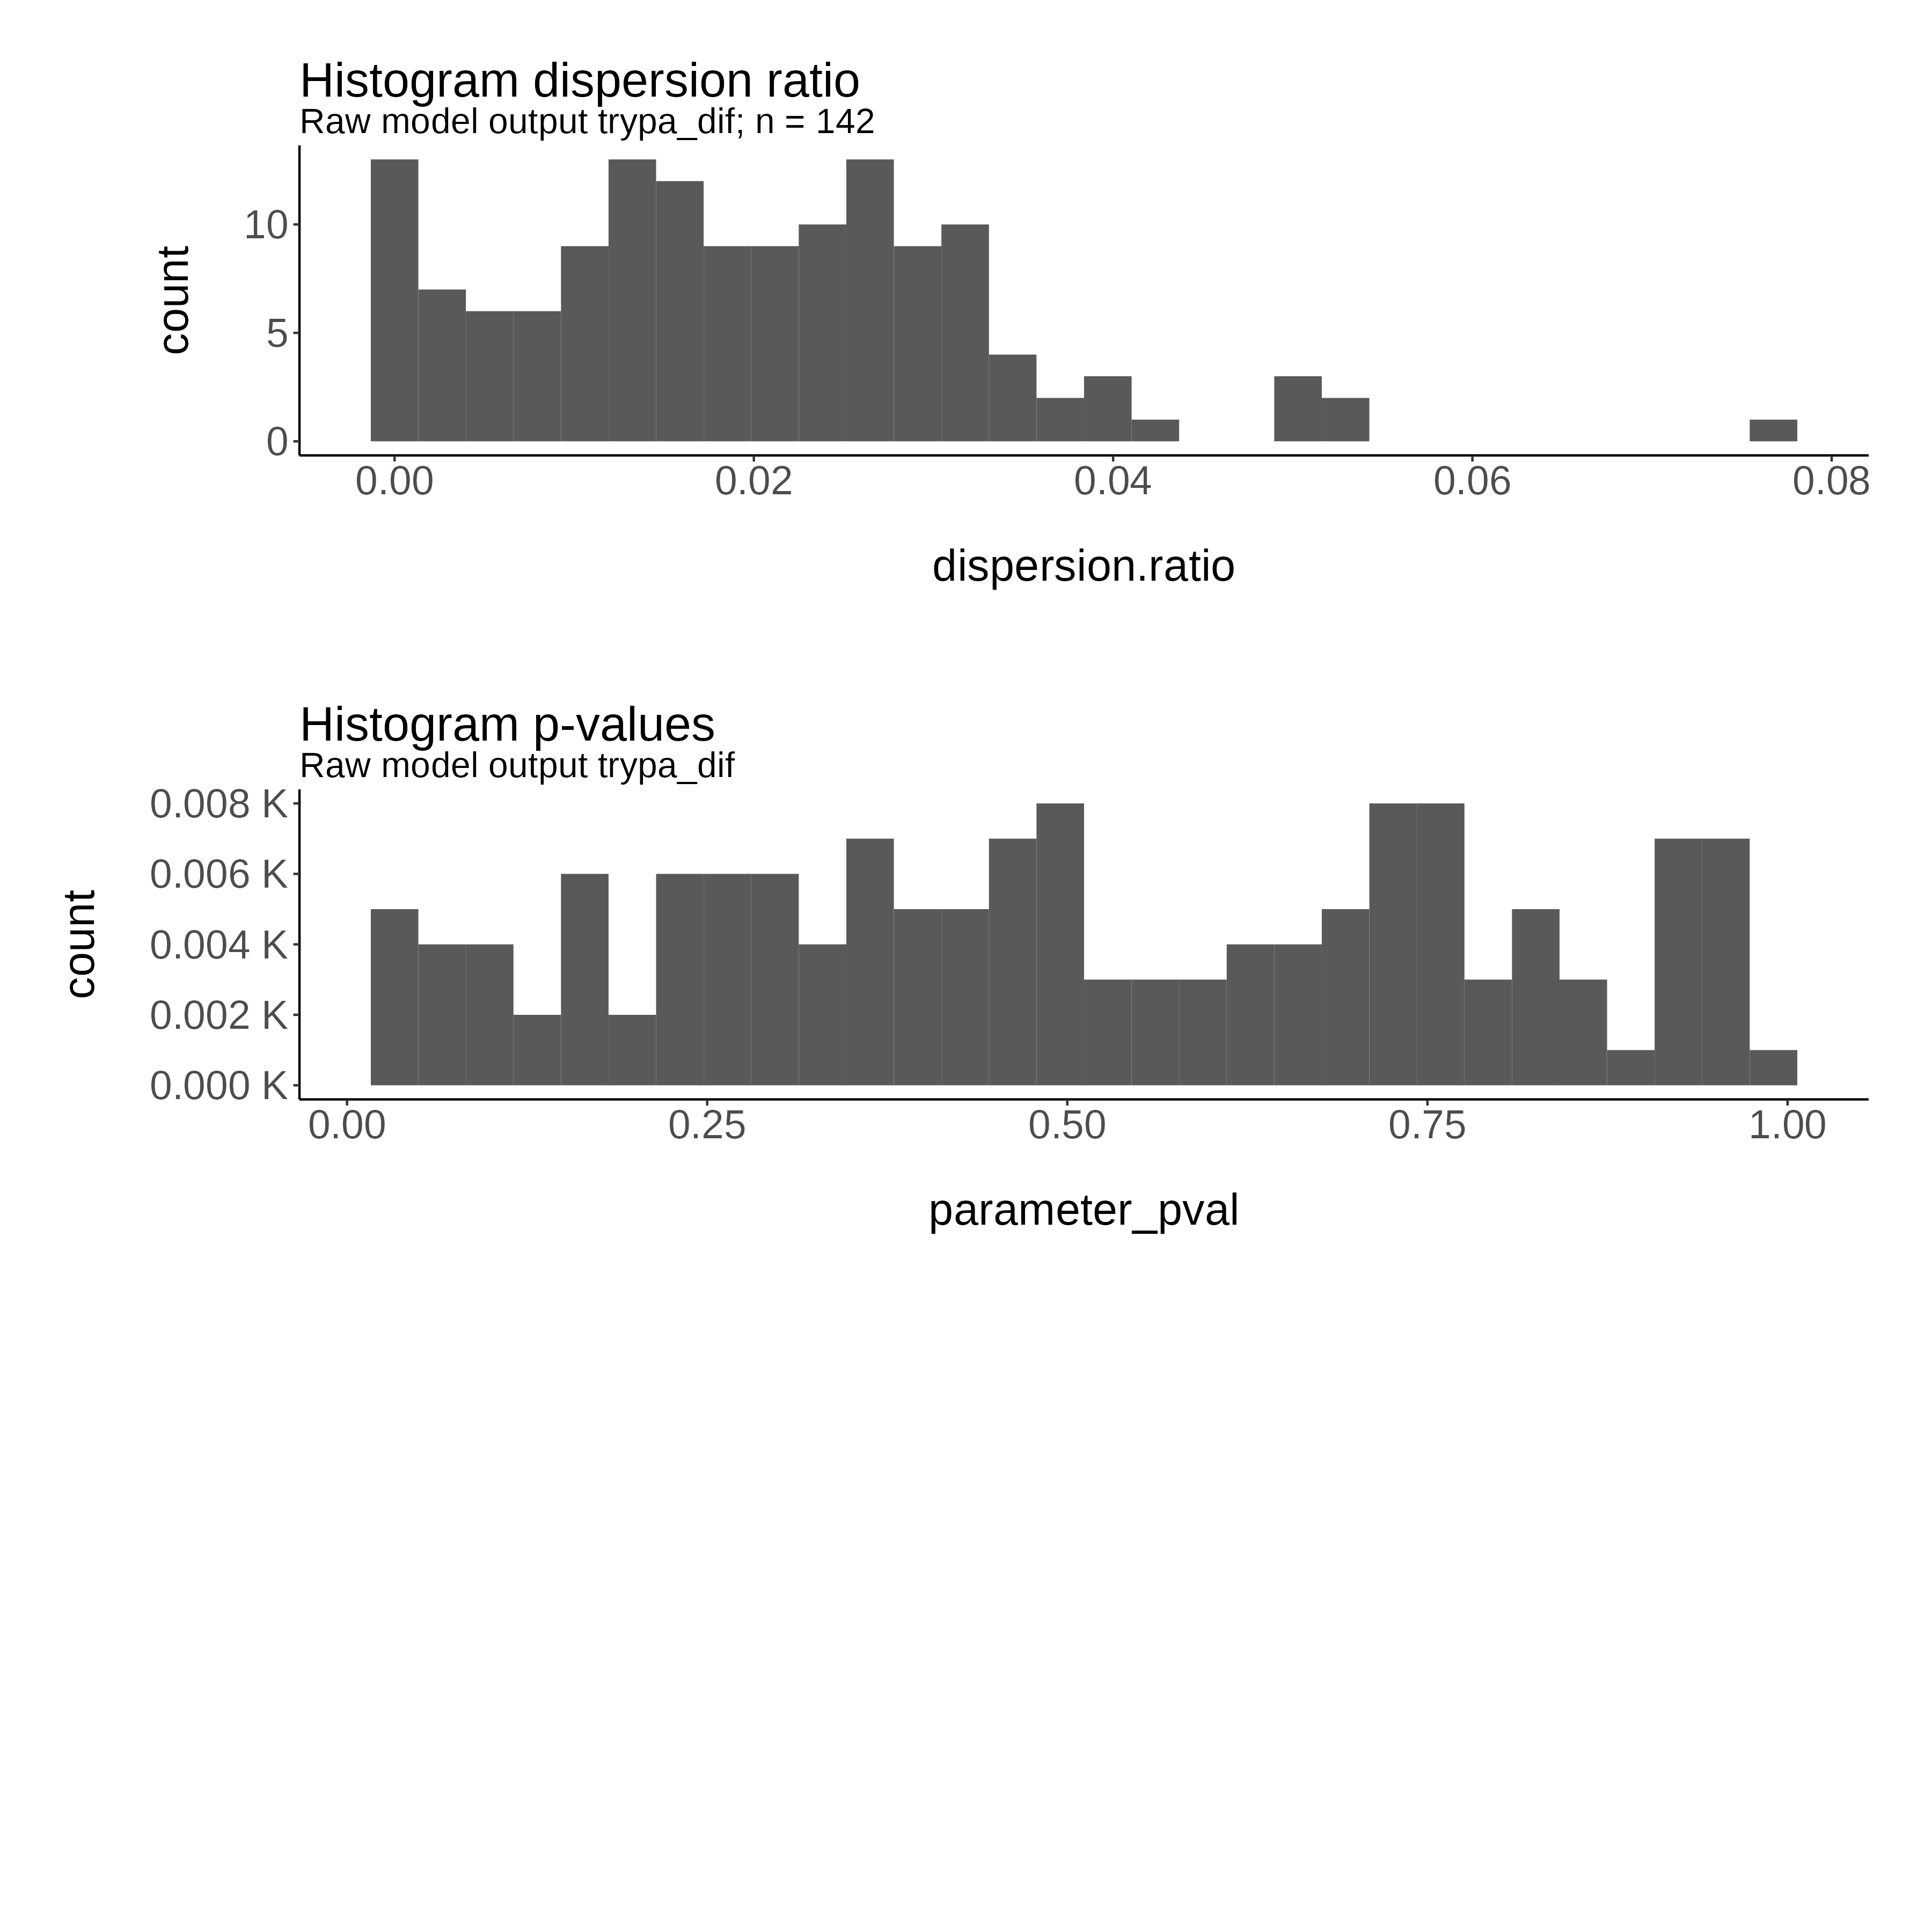 Histogram dispersion ratio
Raw model output trypa_dif; n = 142
count
10
5
0
0.00 0.02 0.04 0.06 0.08
dispersion.ratio
Histogram p-values
Raw model output trypa_dif
count
0.008 K
0.006 K
0.004 K
0.002 K
0.000 K
0.00 0.25 0.50 0.75 1.00
parameter_pval